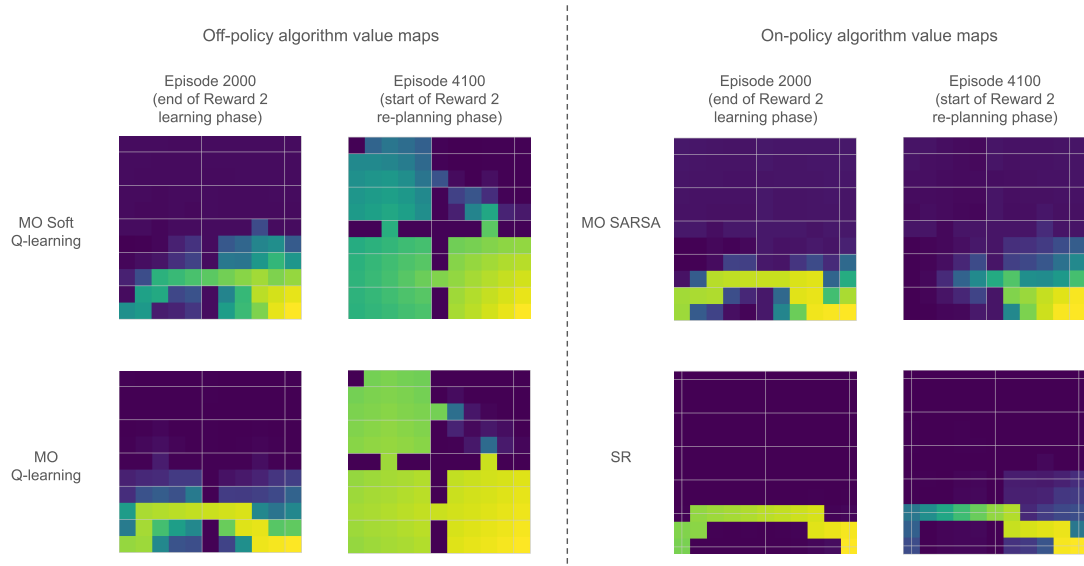 Off-policy algorithm value maps
On-policy algorithm value maps
Episode 2000
(end of Reward 2
learning phase)
Episode 4100
(start of Reward 2
re-planning phase)
Episode 2000
(end of Reward 2
learning phase)
Episode 4100
(start of Reward 2
re-planning phase)
MO Soft
Q-learning
MO SARSA
MO
Q-learning
SR